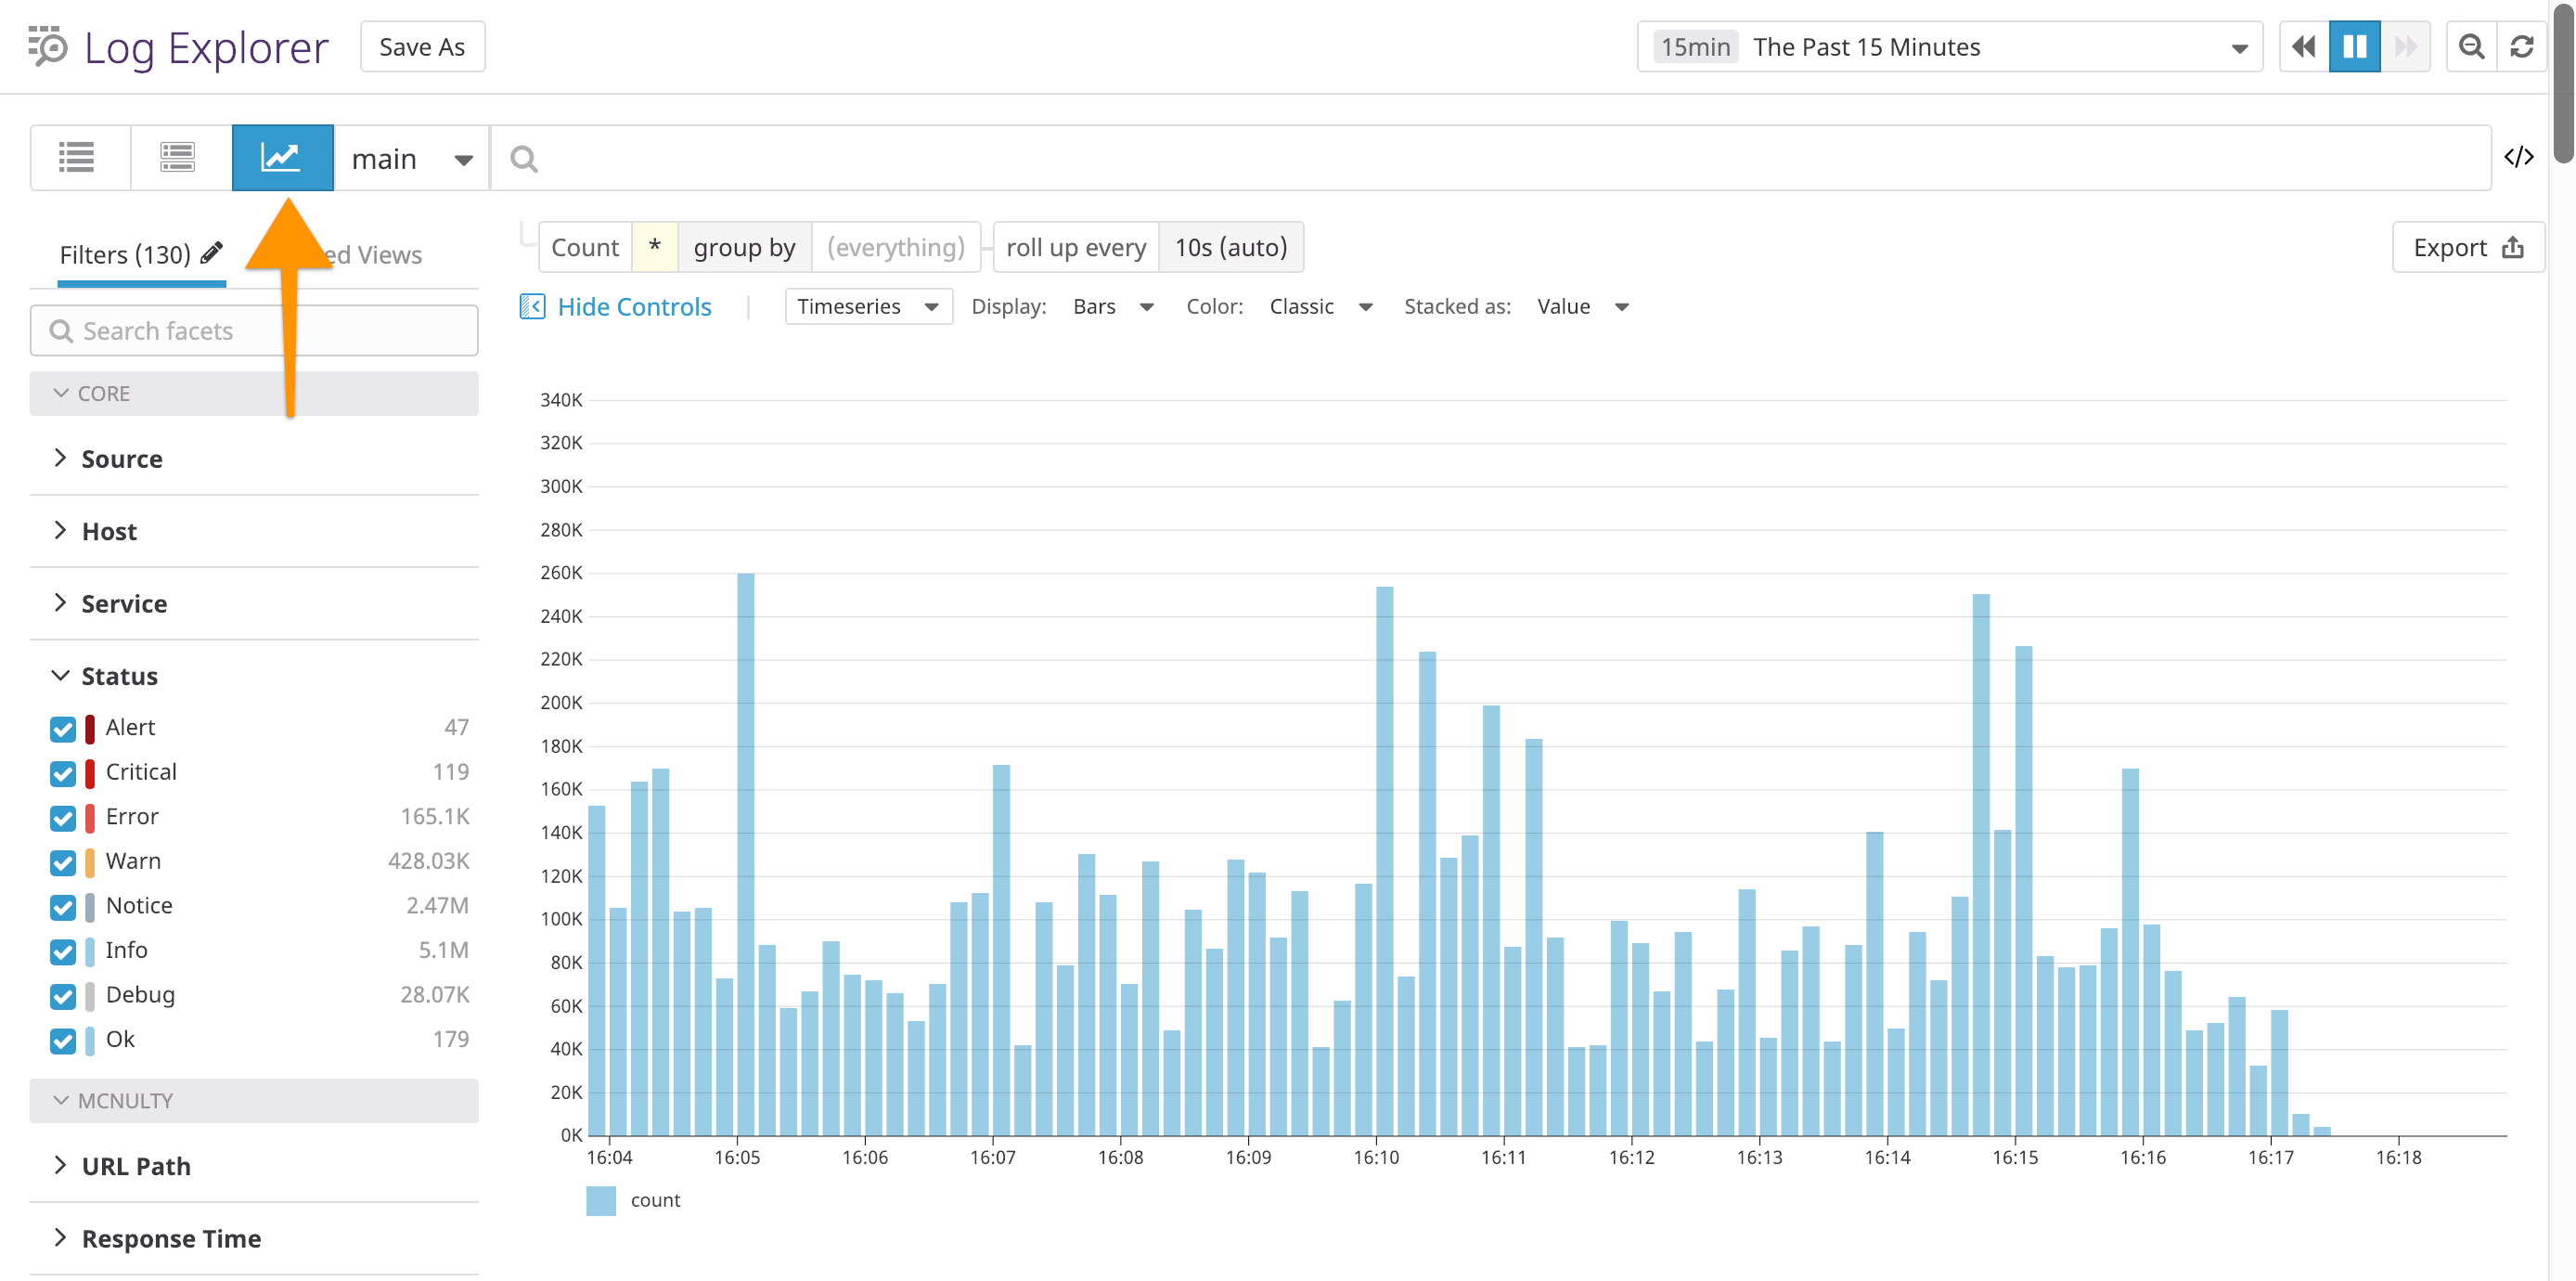 Log Explorer Save As 15min The Past 15 Minutes
main </>
Filters (130) ed Views
Count * group by (everything) roll up every 10s (auto) Export
Hide Controls Timeseries Display: Bars Color: Classic Stacked as: Value
Search facets
CORE
Source
Host
Service
Status
Alert 47
Critical 119
Error 165.1K
Warn 428.03K
Notice 2.47M
Info 5.1M
Debug 28.07K
Ok 179
MCNULTY
URL Path
Response Time
340K
320K
300K
280K
260K
240K
220K
200K
180K
160K
140K
120K
100K
80K
60K
40K
20K
0K
16:04 16:05 16:06 16:07 16:08 16:09 16:10 16:11 16:12 16:13 16:14 16:15 16:16 16:17 16:18
count